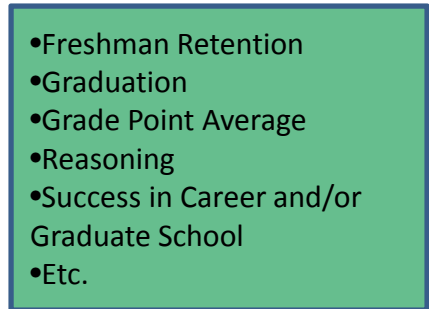 •Freshman Retention
•Graduation
•Grade Point Average
•Reasoning
•Success in Career and/or
Graduate School
•Etc.